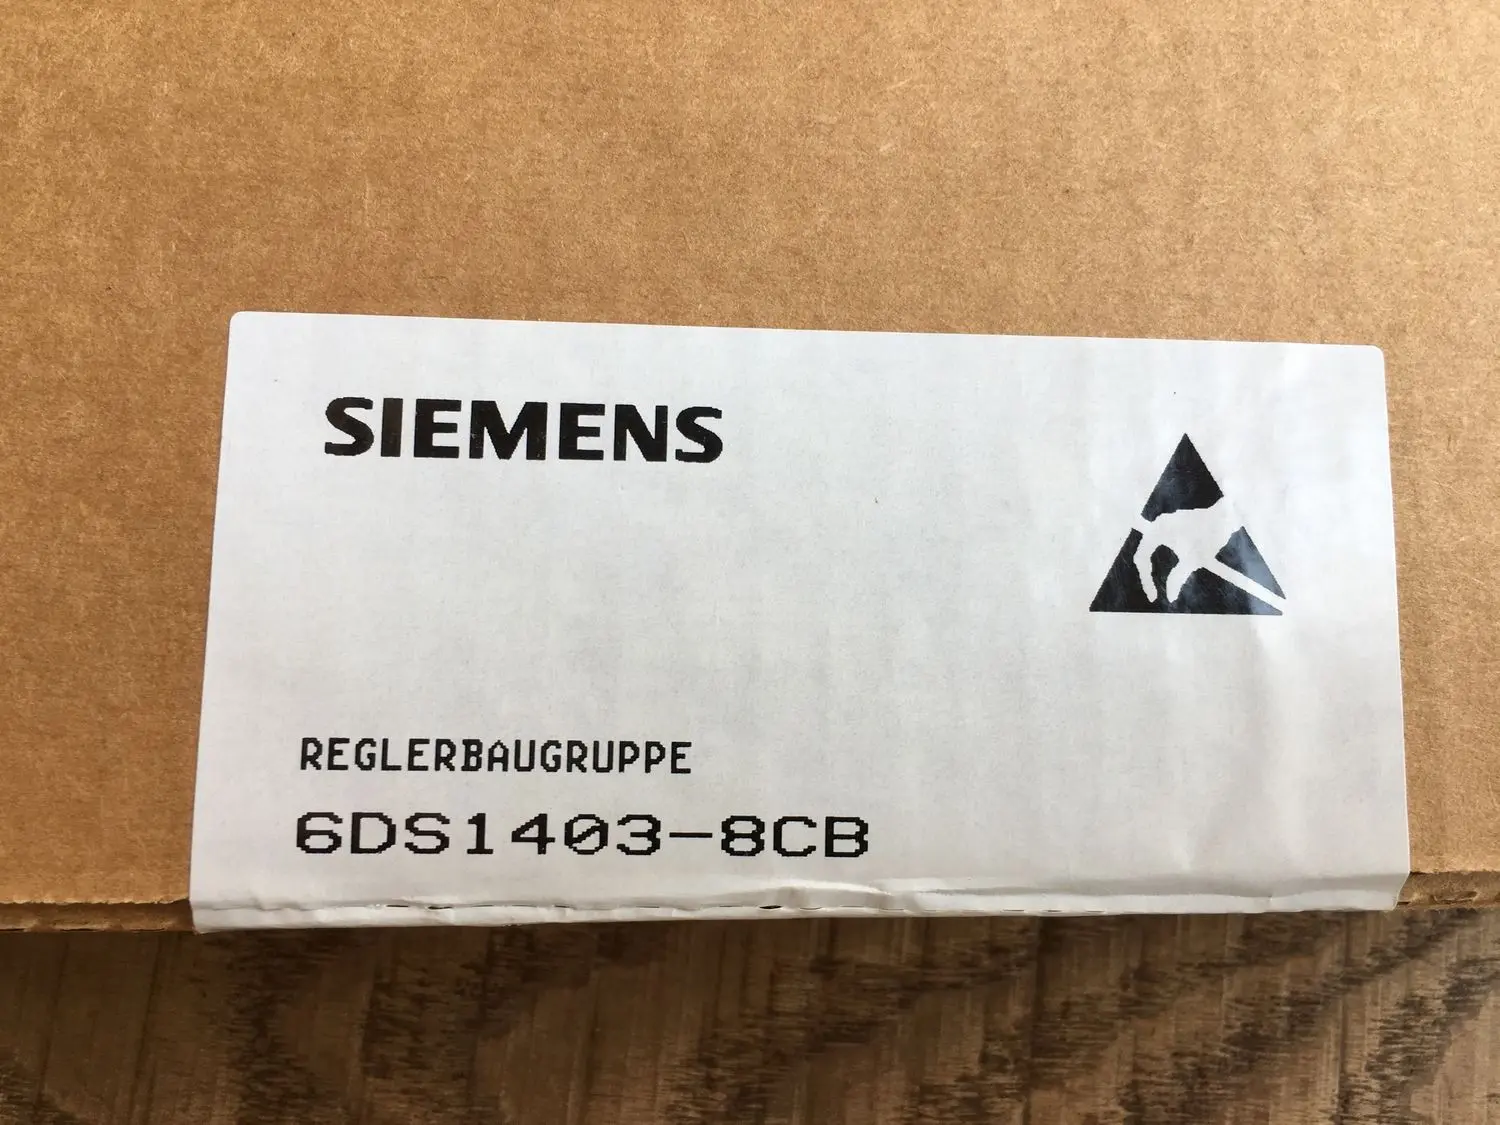 SIEMENS
REGLERBAUGRUPPE
6DS1403-8CB